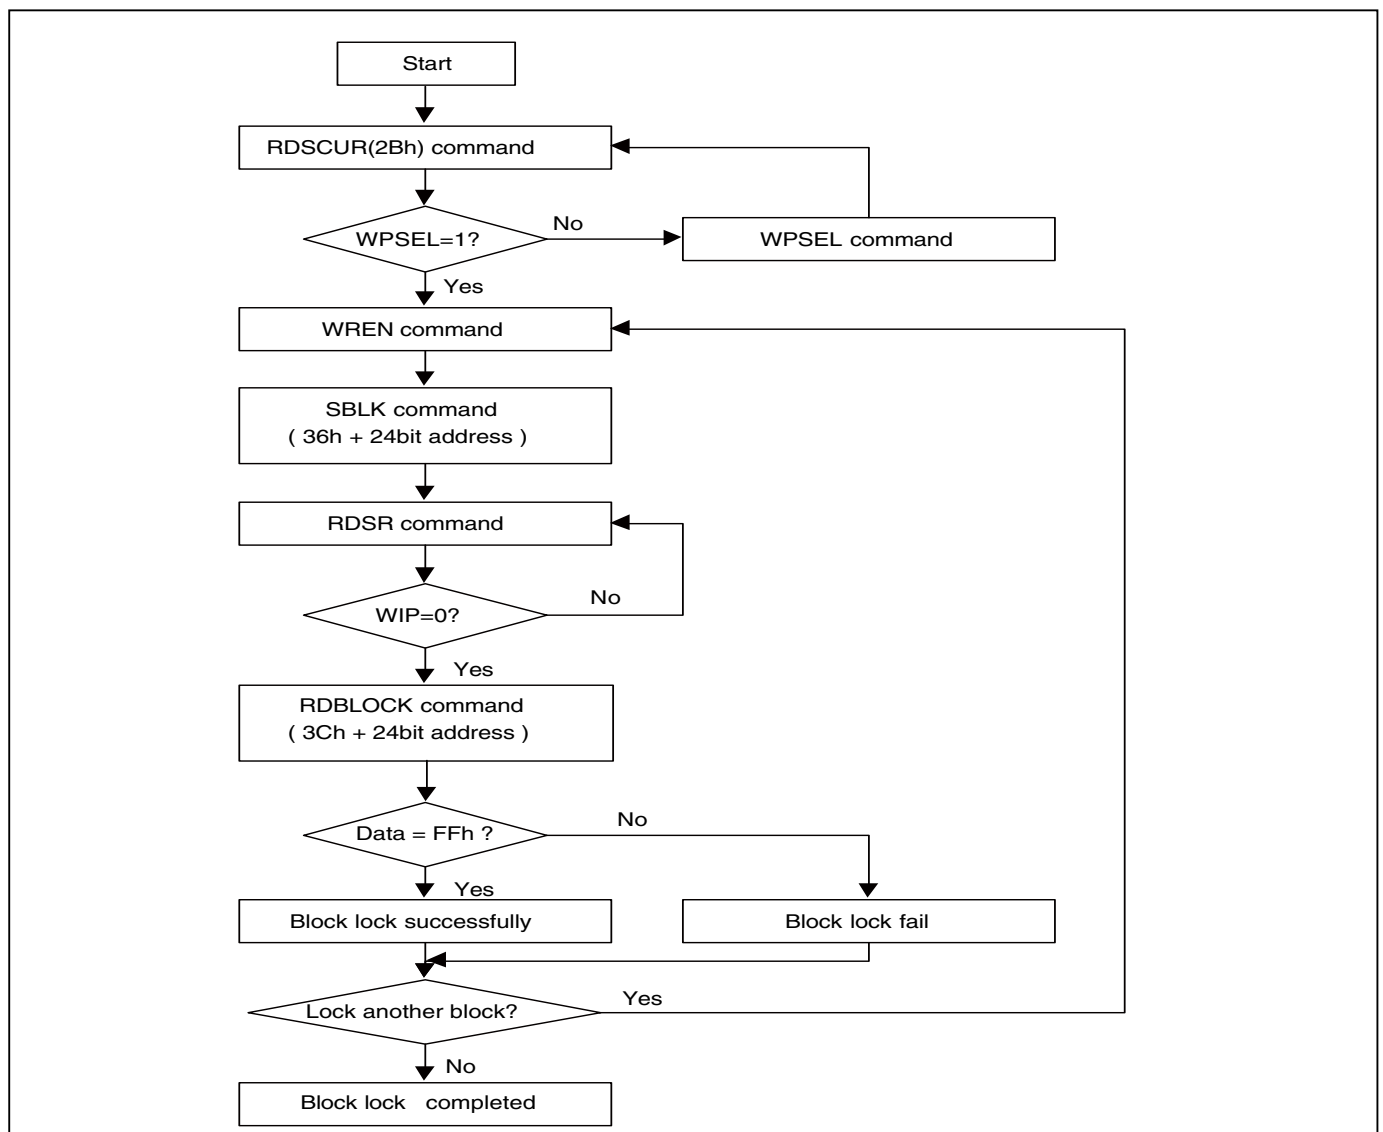 Start
RDSCUR(2Bh) command
WPSEL=1?
No
WPSEL command
Yes
WREN command
SBLK command
( 36h + 24bit address )
RDSR command
WIP=0?
No
Yes
RDBLOCK command
( 3Ch + 24bit address )
Data = FFh ?
No
Yes
Block lock successfully
Block lock fail
Lock another block?
Yes
No
Block lock completed